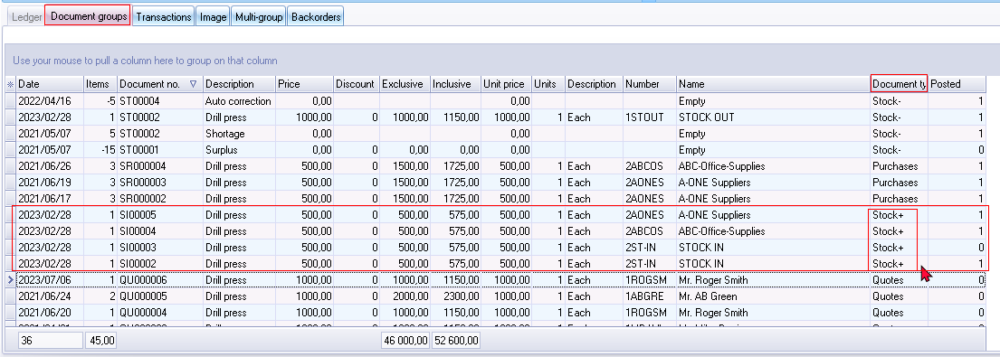 Ledger Document groups Transactions Image Multi-group Backorders
Use your mouse to pull a column here to group on that column
Date Items Document no. Description Price Discount Exclusive Inclusive Unit price Units Description Number Name Document ty Posted
2022/04/16 -5 ST00004 Auto correction 0,00 0,00 Empty Stock- 1
2023/02/28 1 ST00002 Drill press 1000,00 0 1000,00 1150,00 1000,00 1 Each 1STOUT STOCK OUT Stock- 1
2021/05/07 5 ST00002 Shortage 0,00 0,00 Empty Stock- 1
2021/05/07 -15 ST00001 Surplus 0,00 0 0,00 0,00 0,00 Empty Stock- 0
2021/06/26 3 SR000004 Drill press 500,00 0 1500,00 1725,00 500,00 1 Each 2ABCOS ABC-Office-Supplies Purchases 1
2021/06/19 3 SR000003 Drill press 500,00 0 1500,00 1725,00 500,00 1 Each 2AONES A-ONE Suppliers Purchases 1
2021/06/17 3 SR000002 Drill press 500,00 0 1500,00 1725,00 500,00 1 Each 2AONES A-ONE Suppliers Purchases 1
2023/02/28 1 SI00005 Drill press 500,00 0 500,00 575,00 500,00 1 Each 2AONES A-ONE Suppliers Stock+ 1
2023/02/28 1 SI00004 Drill press 500,00 0 500,00 575,00 500,00 1 Each 2ABCOS ABC-Office-Supplies Stock+ 1
2023/02/28 1 SI00003 Drill press 500,00 0 500,00 575,00 500,00 1 Each 2ST-IN STOCK IN Stock+ 0
2023/02/28 1 SI00002 Drill press 500,00 0 500,00 575,00 500,00 1 Each 2ST-IN STOCK IN Stock+ 1
2023/07/06 1 QU000006 Drill press 1000,00 0 1000,00 1150,00 1000,00 1 Each 1ROGSM Mr. Roger Smith Quotes 0
2021/06/24 2 QU000005 Drill press 1000,00 0 2000,00 2300,00 1000,00 1 Each 1ABGRE Mr. AB Green Quotes 0
2021/06/20 1 QU000004 Drill press 1000,00 0 1000,00 1150,00 1000,00 1 Each 1ROGSM Mr. Roger Smith Quotes 0
36 45,00 46 000,00 52 600,00